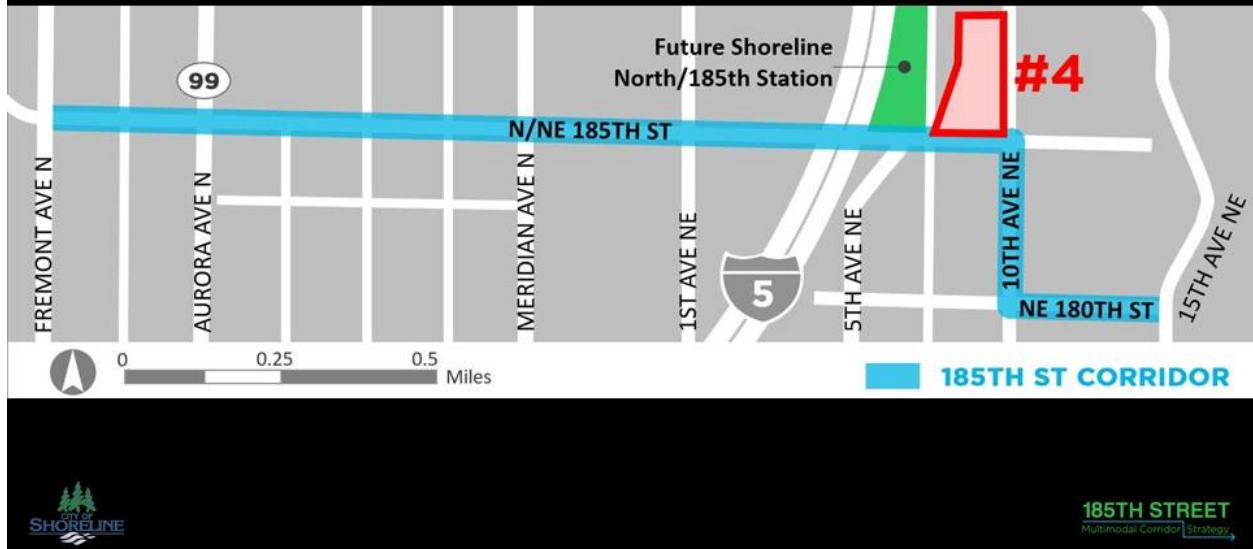 Future Shoreline
North/185th Station
#4
99
N/NE 185TH ST
FREMONT AVE N
AURORA AVE N
MERIDIAN AVE N
1ST AVE NE
5
5TH AVE NE
10TH AVE NE
NE 180TH ST
15TH AVE NE
0 0.25 0.5
Miles
185TH ST CORRIDOR
CITY OF
SHORELINE
185TH STREET
Multimodal Corridor Strategy